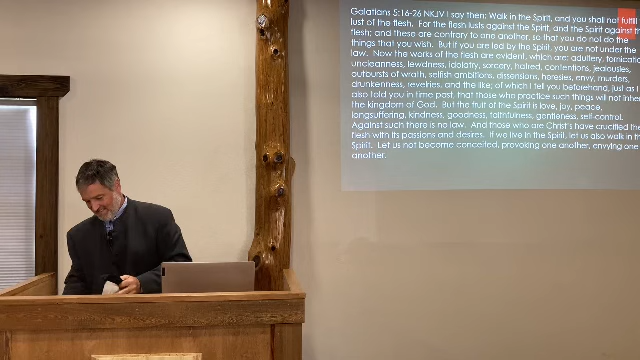 Galatians 5:16-26 NKJV I say then: Walk in the Spirit, and you shall not fulfill
lust of the flesh. For the flesh lusts against the Spirit, and the Spirit against
flesh; and these are contrary to one another, so that you do not do the
things that you wish. But if you are led by the Spirit, you are not under the
law. Now the works of the flesh are evident, which are: adultery, fornication,
uncleanness, lewdness, idolatry, sorcery, hatred, contentions, jealousies,
outbursts of wrath, selfish ambitions, dissensions, heresies, envy, murders,
drunkenness, revelries, and the like; of which I tell you beforehand, just as I
also told you in time past, that those who practice such things will not
the kingdom of God. But the fruit of the Spirit is love, joy, peace,
longsuffering, kindness, goodness, faithfulness, gentleness, self-control.
Against such there is no law. And those who are Christ's have crucified the
flesh with its passions and desires. If we live in the Spirit, let us also walk in the
Spirit. Let us not become conceited, provoking one another, envying one
another.